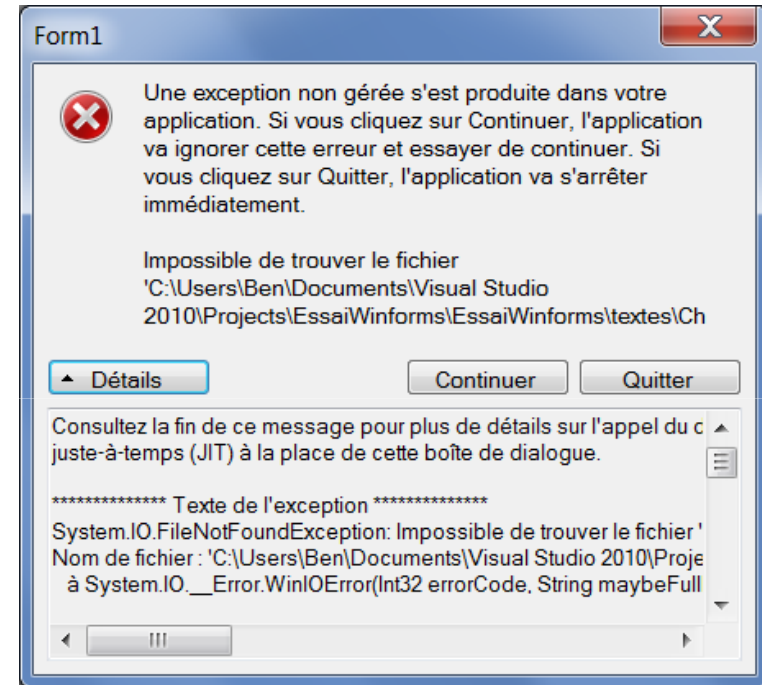 Form1
Une exception non gérée s'est produite dans votre
application. Si vous cliquez sur Continuer, l'application
va ignorer cette erreur et essayer de continuer. Si
vous cliquez sur Quitter, l'application va s'arrêter
immédiatement.
Impossible de trouver le fichier
'C:\Users\Ben\Documents\Visual Studio
2010\Projects\EssaiWinforms\EssaiWinforms\textes\Ch
Détails Continuer Quitter
Consultez la fin de ce message pour plus de détails sur l'appel du c
juste-à-temps (JIT) à la place de cette boîte de dialogue.
************** Texte de l'exception **************
System.IO.FileNotFoundException: Impossible de trouver le fichier '
Nom de fichier : 'C:\Users\Ben\Documents\Visual Studio 2010\Proje
à System.IO.__Error.WinIOError(Int32 errorCode, String maybeFull